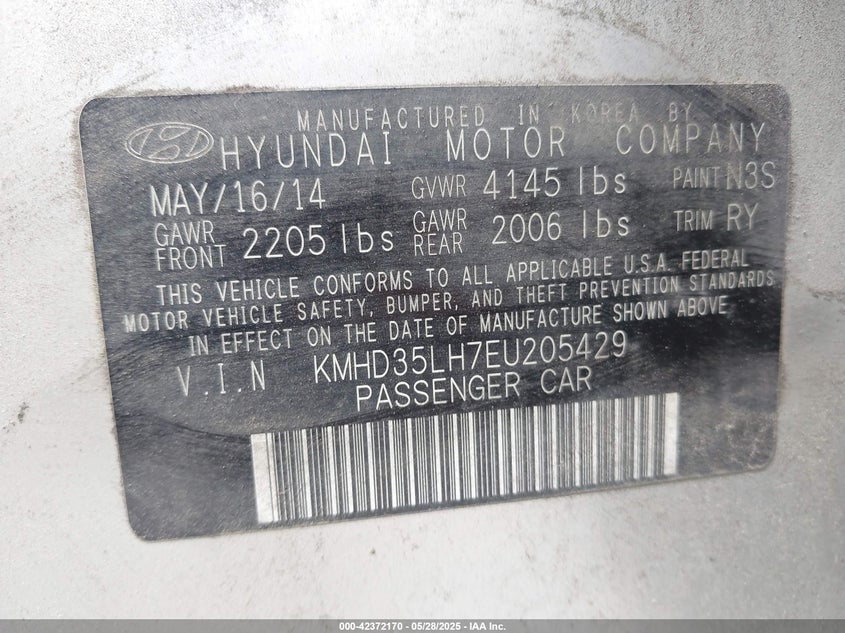 MANUFACTURED IN KOREA BY
HYUNDAI MOTOR COMPANY
MAY/16/14 GVWR 4145 lbs PAINT N3S
GAWR FRONT 2205 lbs GAWR REAR 2006 lbs TRIM RY
THIS VEHICLE CONFORMS TO ALL APPLICABLE U.S.A. FEDERAL
MOTOR VEHICLE SAFETY, BUMPER, AND THEFT PREVENTION STANDARDS
IN EFFECT ON THE DATE OF MANUFACTURE SHOWN ABOVE
V.I.N KMHD35LH7EU205429
PASSENGER CAR
000-42372170 - 05/28/2025 - IAA Inc.